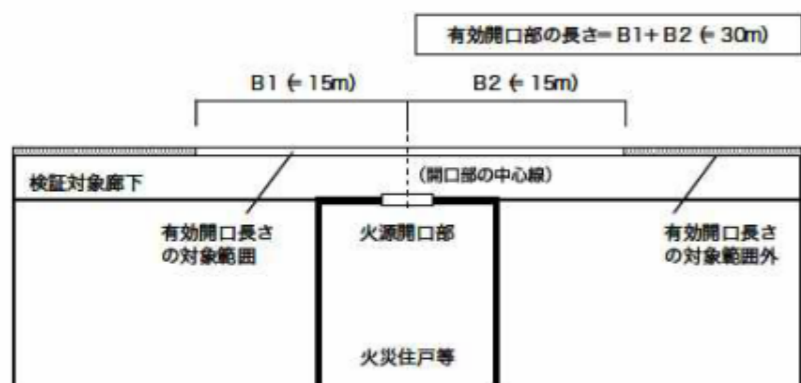 有効開口部の長さ=B1+B2(=30m)
B1(=15m)
B2(=15m)
検証対象廊下
(開口部の中心線)
有効開口長さ
の対象範囲
火源開口部
有効開口長さ
の対象範囲外
火災住戸等